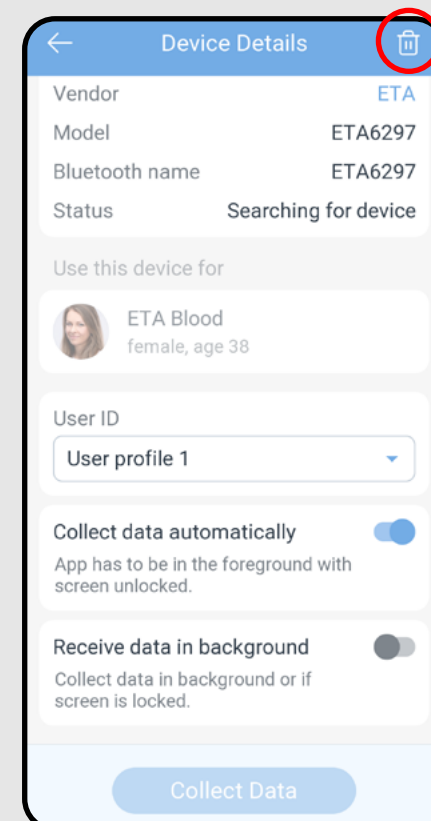 Device Details
Vendor ETA
Model ETA6297
Bluetooth name ETA6297
Status Searching for device
Use this device for
ETA Blood
female, age 38
User ID
User profile 1
Collect data automatically
App has to be in the foreground with
screen unlocked.
Receive data in background
Collect data in background or if
screen is locked.
Collect Data